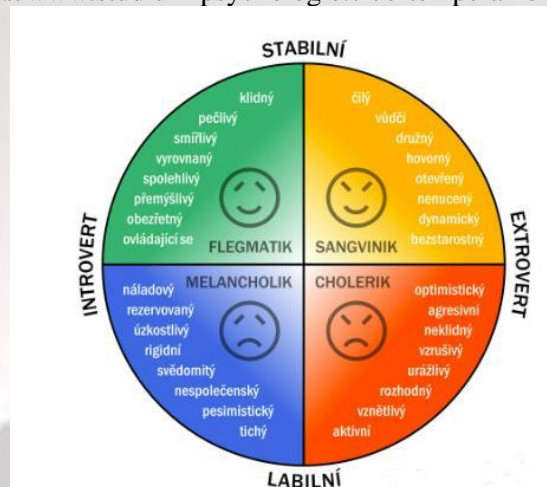 STABILNÍ
klidný
pečlivý
smířlivý
vyrovnaný
spolehlivý
přemýšlivý
obezřetný
ovládající se
FLEGMATIK
čilý
vůdčí
družný
hovorný
otevřený
nenucený
dynamický
bezstarostný
SANGVINIK
INTROVERT
EXTROVERT
MELANCHOLIK
náladový
rezervovaný
úzkostlivý
rigidní
svědomitý
nespolečenský
pesimistický
tichý
CHOLERIK
optimistický
agresivní
neklidný
vzrušivý
urážlivý
rozhodný
vznětlivý
aktivní
LABILNÍ